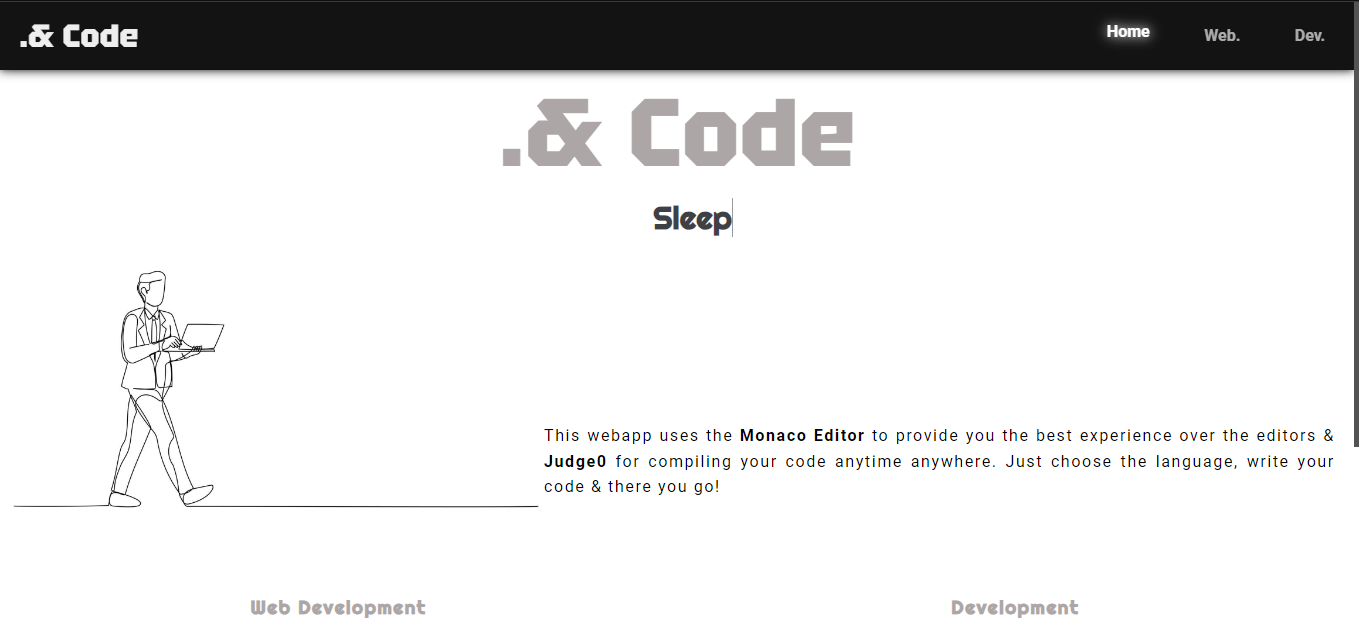 .& Code
Home
Web.
Dev.
.& Code
Sleep
This webapp uses the Monaco Editor to provide you the best experience over the editors &
Judge0 for compiling your code anytime anywhere. Just choose the language, write your
code & there you go!
Web Development
Development